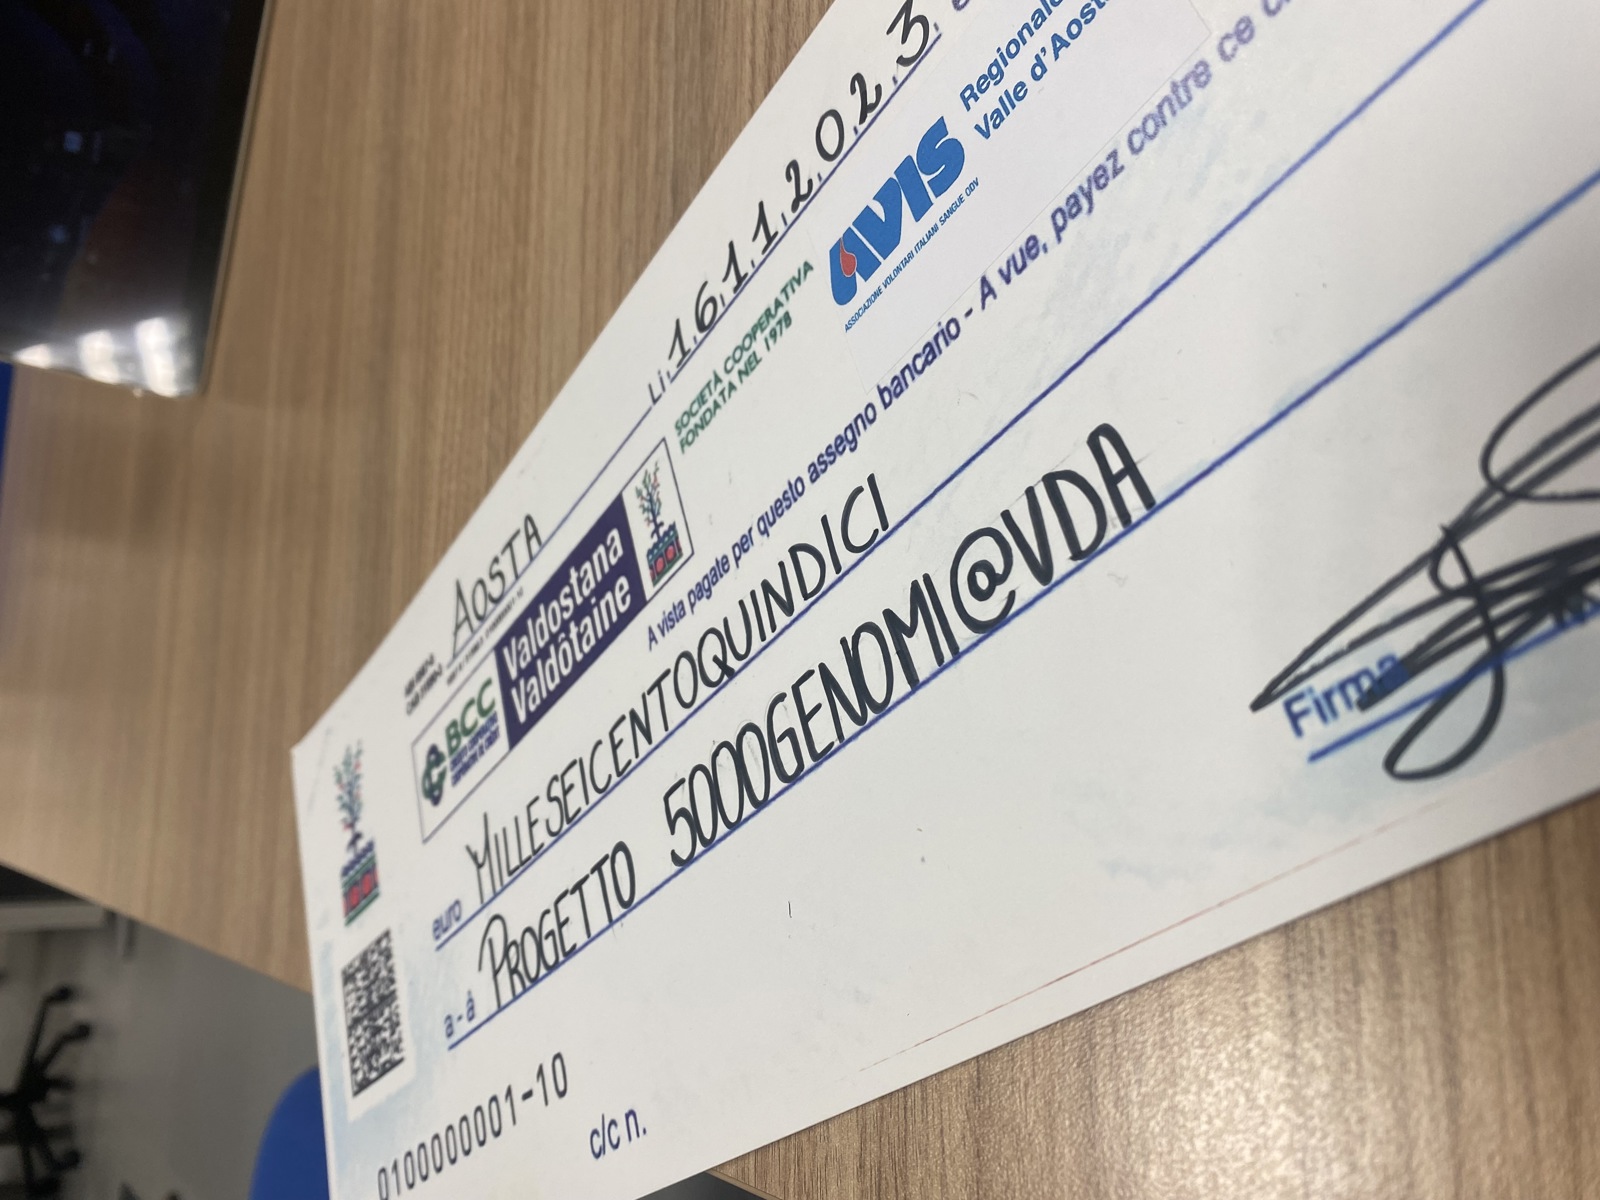 AOSTA Li, 16.11.2023, e
BCC Valdostana
Valdôtaine
SOCIETÀ COOPERATIVA
FONDATA NEL 1978
AVIS
ASSOCIAZIONE VOLONTARI ITALIANI SANGUE ODV
Regionale
Valle d'Aosta
A vista pagate per questo assegno bancario - A vue, payez contre ce
euro MILLESEICENTOQUINDICI
a - à PROGETTO 5000GENOMI@VDA
Firma
0100000001-10
c/c n.